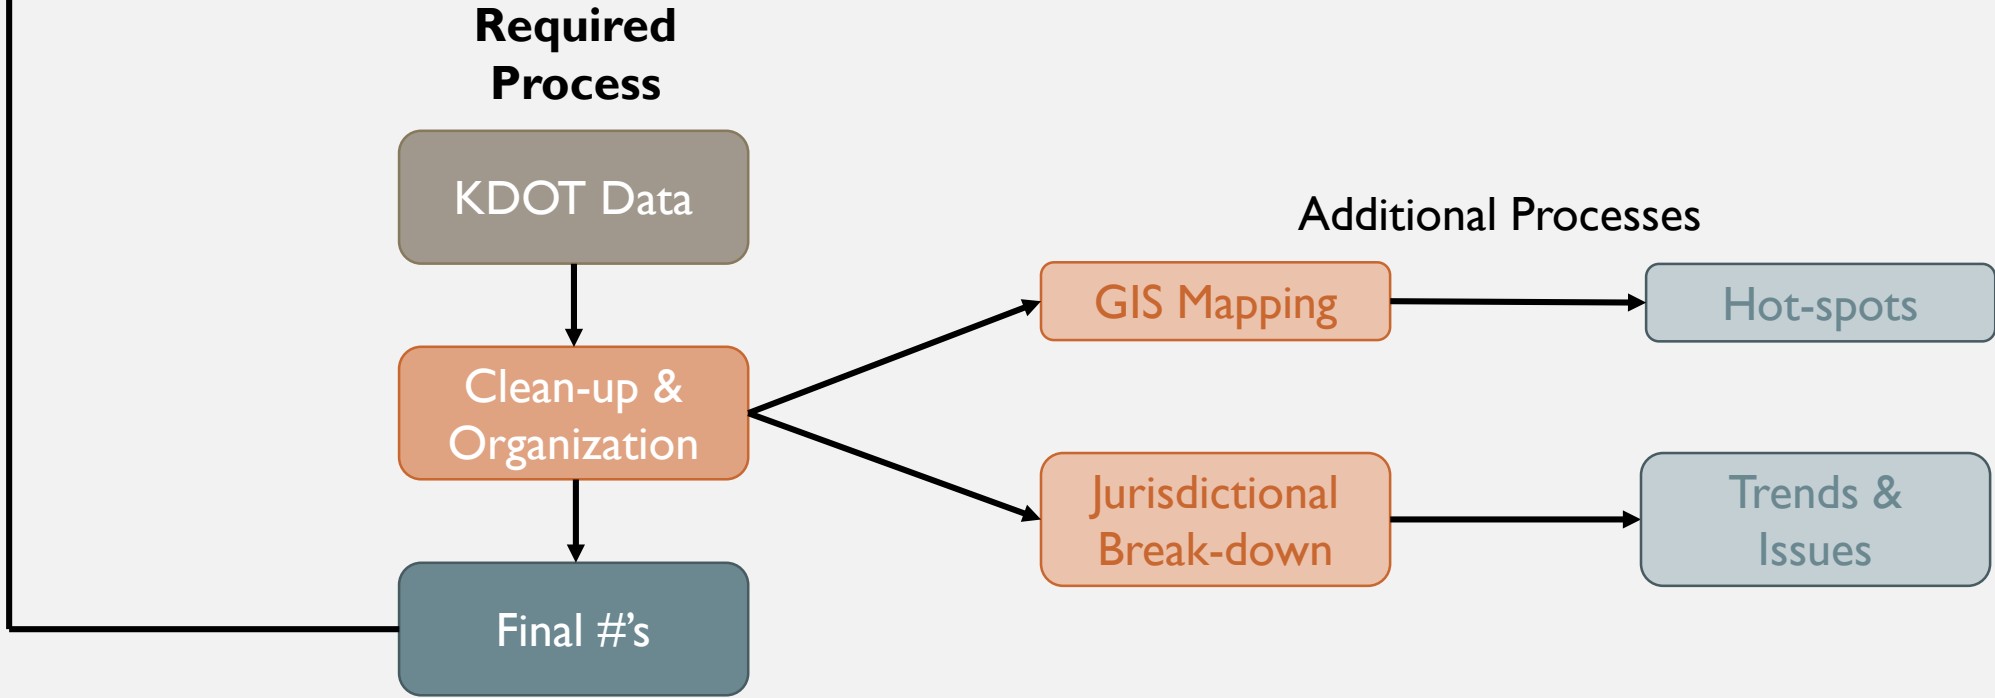 Required
Process
KDOT Data
Clean-up &
Organization
Final #’s
Additional Processes
GIS Mapping
Hot-spots
Jurisdictional
Break-down
Trends &
Issues